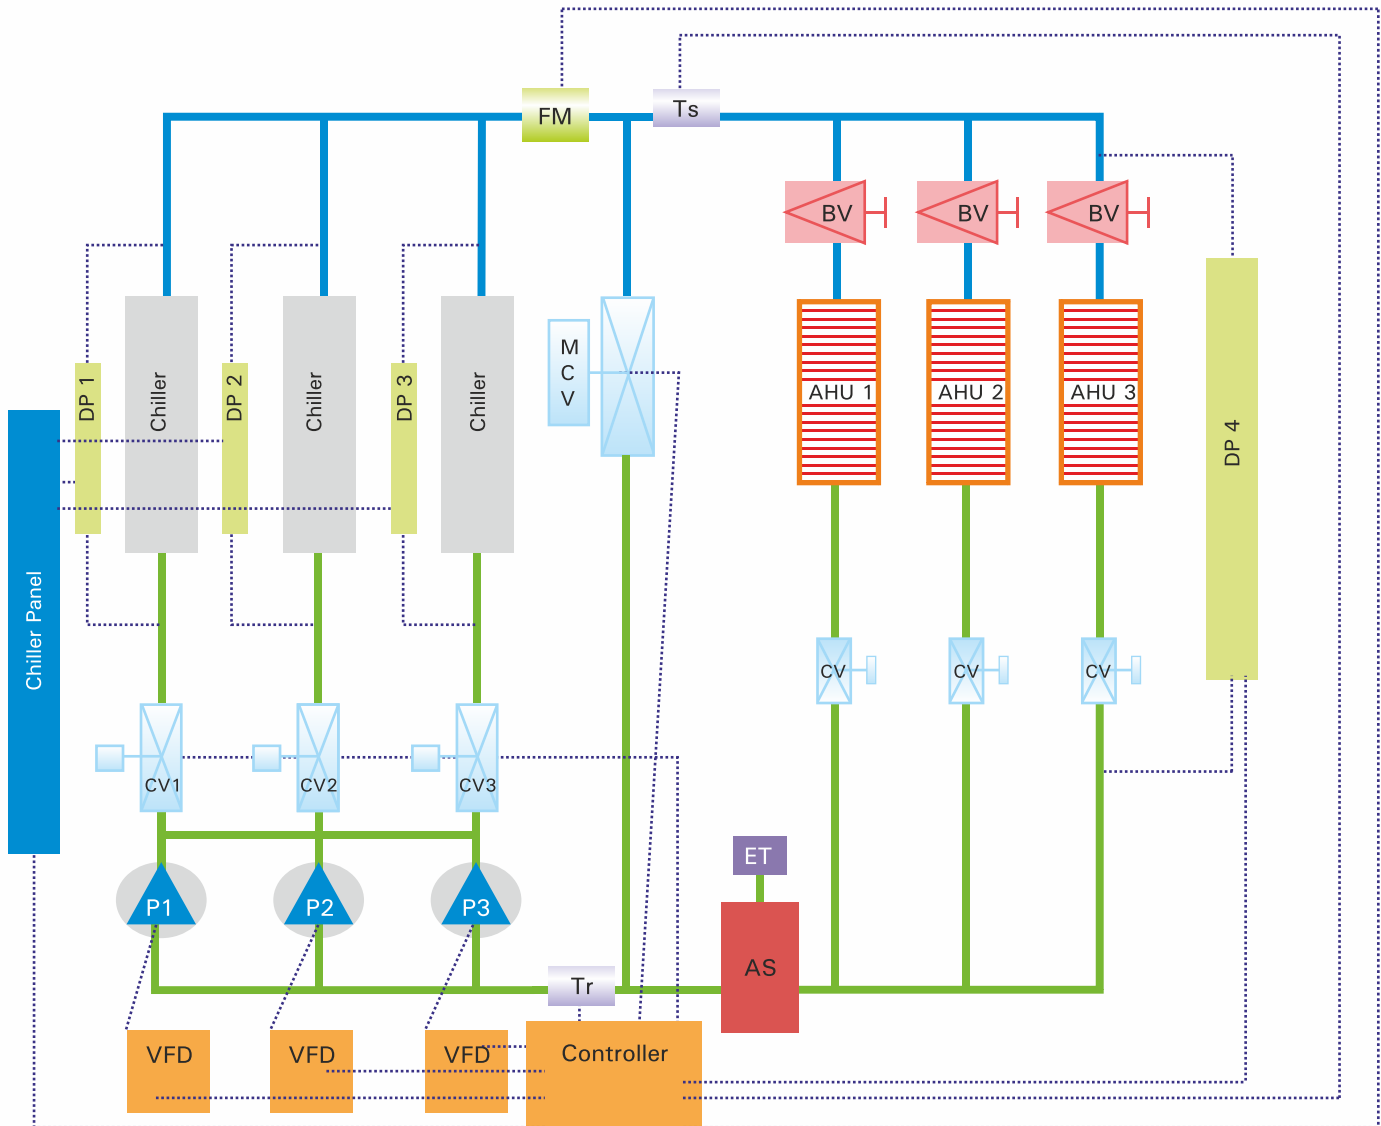 FM
Ts
BV
BV
BV
M
C
V
DP 1
Chiller
DP 2
Chiller
DP 3
Chiller
AHU 1
AHU 2
AHU 3
DP 4
Chiller Panel
CV
CV
CV
CV1
CV2
CV3
ET
P1
P2
P3
AS
Tr
VFD
VFD
VFD
Controller